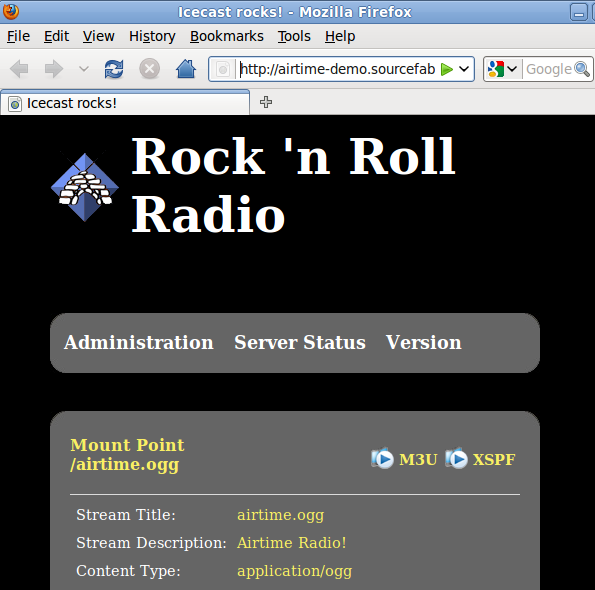 Icecast rocks! - Mozilla Firefox
File Edit View History Bookmarks Tools Help
http://airtime-demo.sourcefab Google
Icecast rocks!
Rock 'n Roll
Radio
Administration Server Status Version
Mount Point
/airtime.ogg
M3U XSPF
Stream Title: airtime.ogg
Stream Description: Airtime Radio!
Content Type: application/ogg